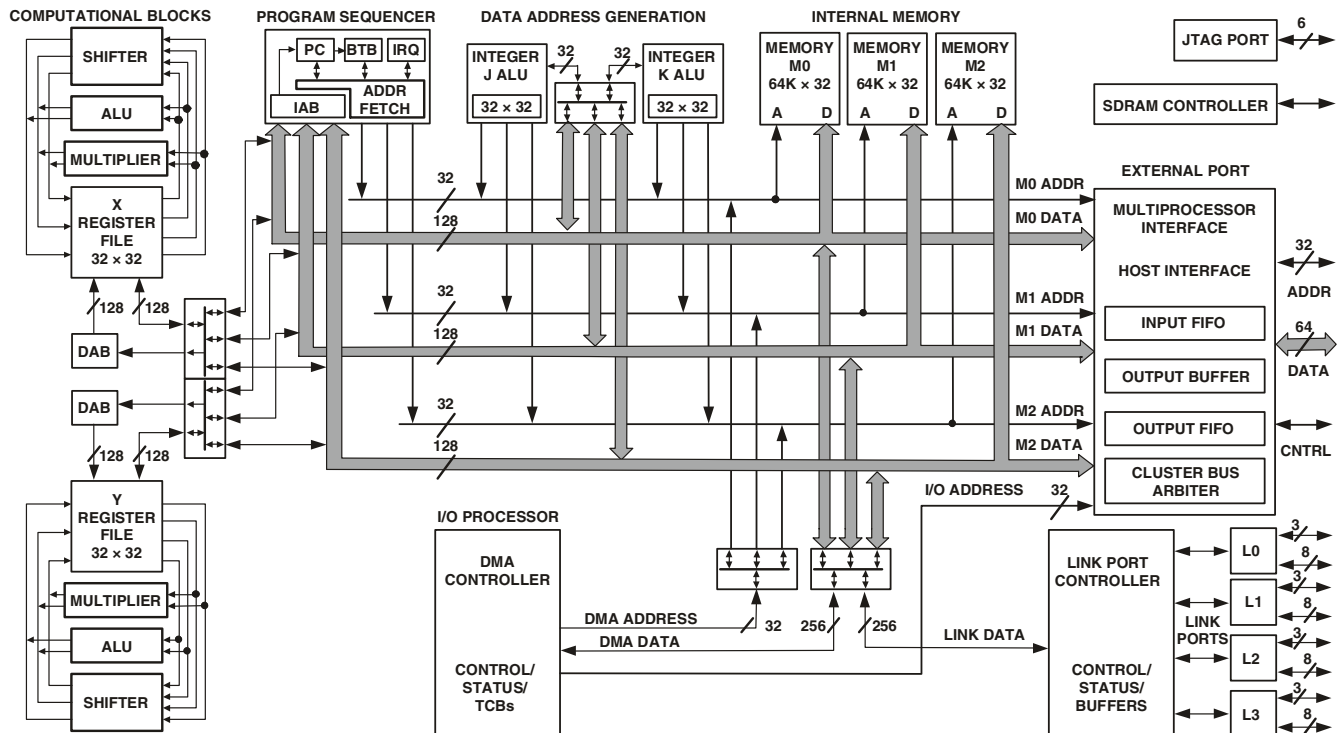 COMPUTATIONAL BLOCKS
SHIFTER
ALU
MULTIPLIER
X
REGISTER
FILE
32 × 32
128
128
DAB
DAB
128
128
Y
REGISTER
FILE
32 × 32
MULTIPLIER
ALU
SHIFTER
PROGRAM SEQUENCER
PC
BTB
IRQ
ADDR
FETCH
IAB
DATA ADDRESS GENERATION
INTEGER
J ALU
32 × 32
32
32
INTEGER
K ALU
32 × 32
INTERNAL MEMORY
MEMORY
M0
64K × 32
A
D
MEMORY
M1
64K × 32
A
D
MEMORY
M2
64K × 32
A
D
32
128
32
128
32
128
M0 ADDR
M0 DATA
M1 ADDR
M1 DATA
M2 ADDR
M2 DATA
I/O ADDRESS
32
JTAG PORT
6
SDRAM CONTROLLER
EXTERNAL PORT
MULTIPROCESSOR
INTERFACE
HOST INTERFACE
INPUT FIFO
OUTPUT BUFFER
OUTPUT FIFO
CLUSTER BUS
ARBITER
32
ADDR
64
DATA
CNTRL
I/O PROCESSOR
DMA
CONTROLLER
CONTROL/
STATUS/
TCBs
DMA ADDRESS
32
DMA DATA
256
256
LINK DATA
LINK PORT
CONTROLLER
CONTROL/
STATUS/
BUFFERS
LINK
PORTS
L0
3
8
L1
3
8
L2
3
8
L3
3
8